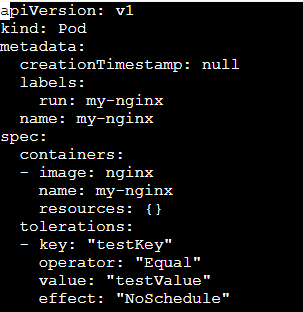 apiVersion: v1
kind: Pod
metadata:
  creationTimestamp: null
  labels:
    run: my-nginx
  name: my-nginx
spec:
  containers:
  - image: nginx
    name: my-nginx
    resources: {}
  tolerations:
  - key: "testKey"
    operator: "Equal"
    value: "testValue"
    effect: "NoSchedule"